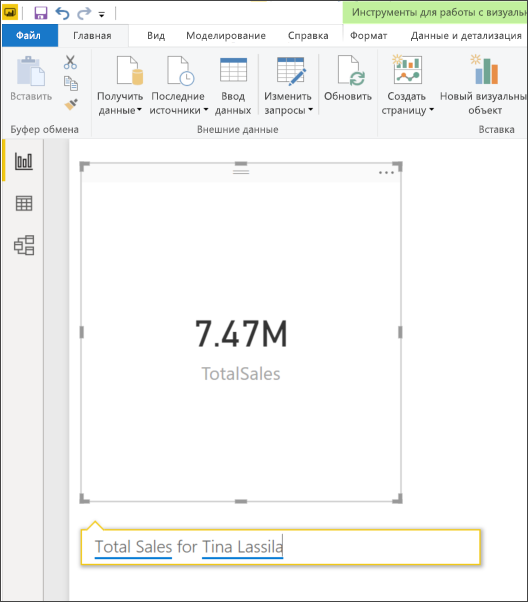 Инструменты для работы с визуальн
Файл Главная Вид Моделирование Справка Формат Данные и детализация
Вставить Получить данные Последние источники Ввод данных Изменить запросы Обновить Создать страницу Новый визуальны объект
Буфер обмена Внешние данные Вставка
7.47M
TotalSales
Total Sales for Tina Lassila